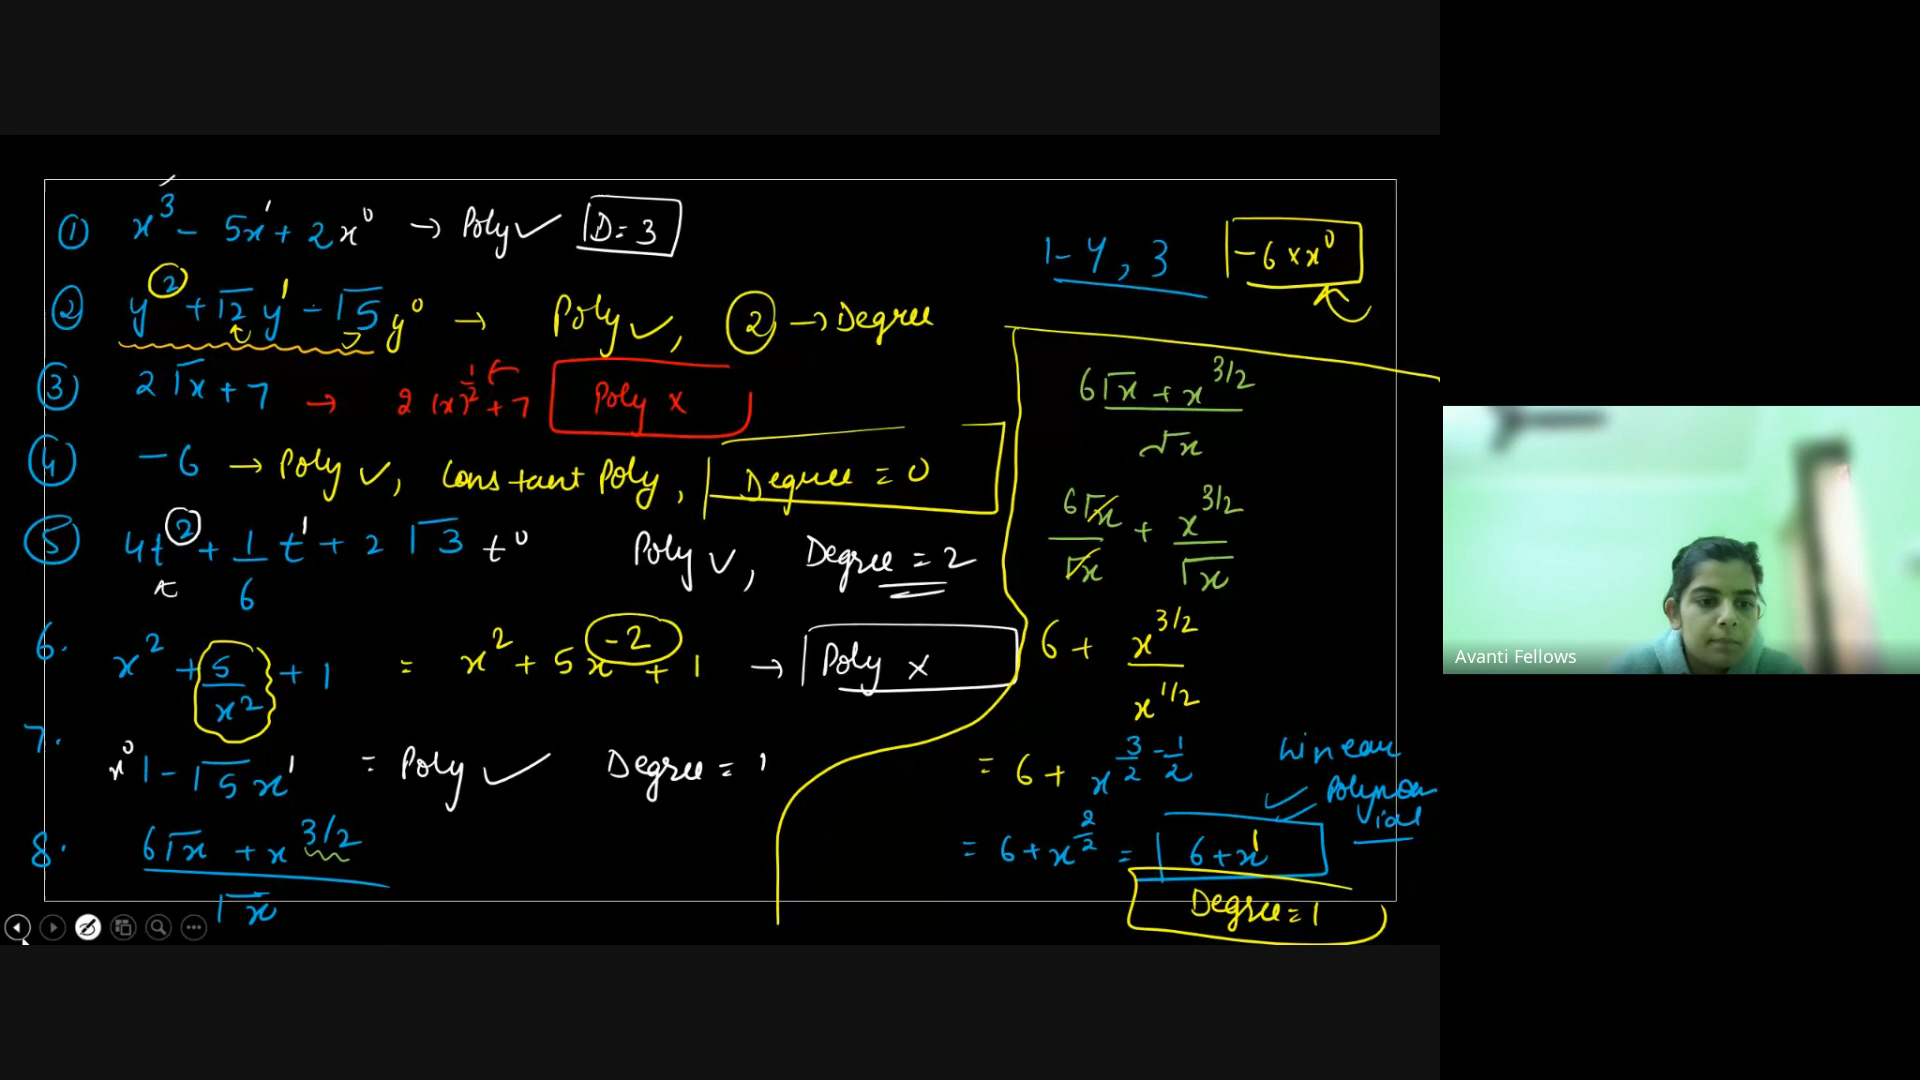 ① x³ - 5x¹ + 2x⁰ → Poly ✓ D = 3
② y² + √2 y¹ - √5 y⁰ → Poly ✓, ② → Degree
③ 2√x + 7 → 2 (x)^1/2 + 7 Poly x
④ -6 → Poly ✓, Constant Poly, Degree = 0
⑤ 4t² + 1/6 t¹ + 2√3 t⁰ Poly ✓, Degree = 2
6. x² + 5/x² + 1 = x² + 5x⁻² + 1 → Poly x
7. x⁰ 1 - √5 x¹ = Poly ✓ Degree = 1
8. (6√x + x^3/2)/√x
1-4, 3 -6 × x⁰
(6√x + x^3/2)/√x
6√x/√x + x^3/2/√x
6 + x^3/2/x^1/2
= 6 + x^(3/2 - 1/2)
Linear
Polynomial
= 6 + x^2/2 = 6 + x¹
Degree = 1
Avanti Fellows